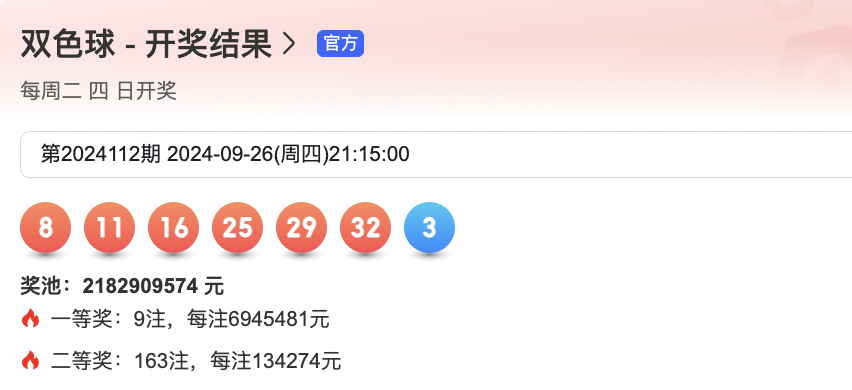 双色球 - 开奖结果 > 官方
每周二 四 日开奖
第2024112期 2024-09-26(周四)21:15:00
8 11 16 25 29 32 3
奖池：2182909574 元
一等奖：9注，每注6945481元
二等奖：163注，每注134274元